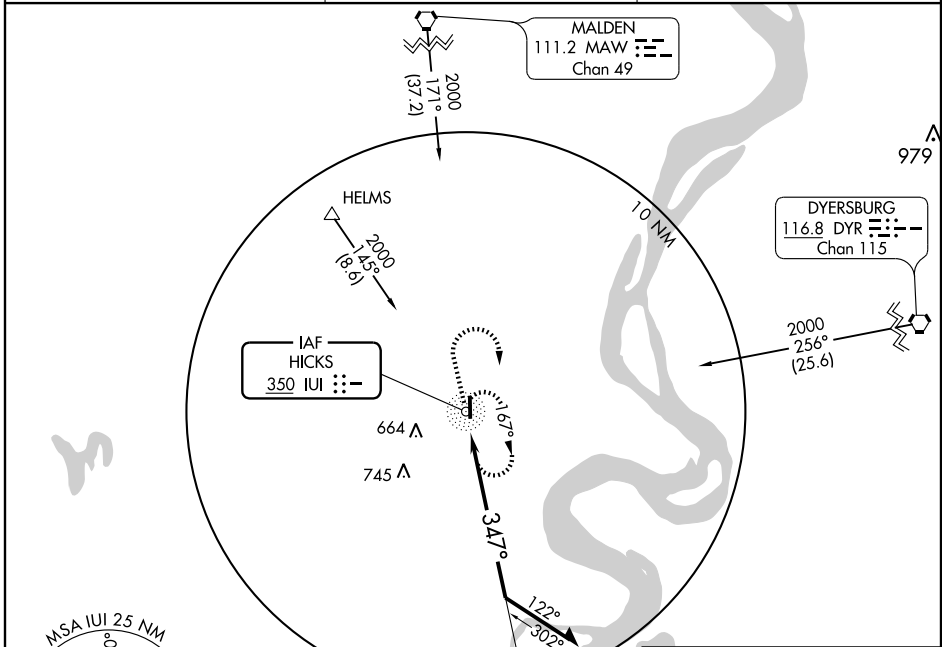 MALDEN
111.2 MAW
Chan 49
2000
171°
(37.2)
979
HELMS
10 NM
DYERSBURG
116.8 DYR
Chan 115
2000
145°
(8.6)
2000
256°
(25.6)
IAF
HICKS
350 IUI
664
167°
745
347°
122°
302°
MSA IUI 25 NM